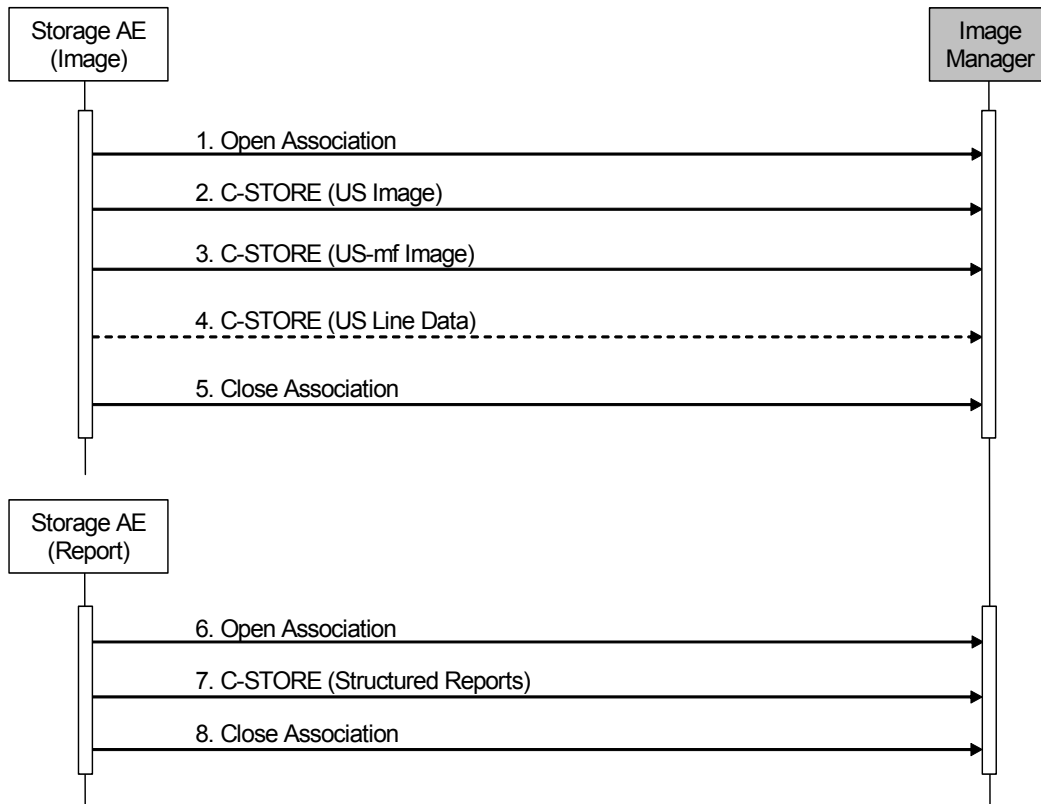 Storage AE
(Image)
Image
Manager
1. Open Association
2. C-STORE (US Image)
3. C-STORE (US-mf Image)
4. C-STORE (US Line Data)
5. Close Association
Storage AE
(Report)
6. Open Association
7. C-STORE (Structured Reports)
8. Close Association